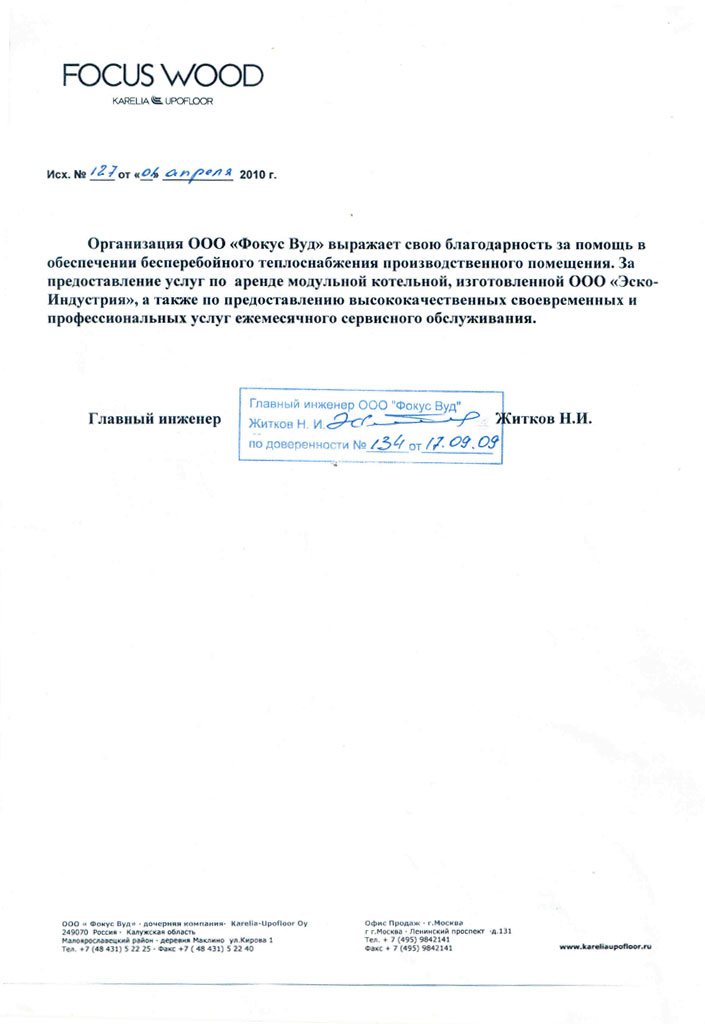 FOCUS WOOD
KARELIA UPOFLOOR
Исх. № 127 от «06» апреля 2010 г.
Организация ООО «Фокус Вуд» выражает свою благодарность за помощь в
обеспечении бесперебойного теплоснабжения производственного помещения. За
предоставление услуг по аренде модульной котельной, изготовленной ООО «Эско-
Индустрия», а также по предоставлению высококачественных своевременных и
профессиональных услуг ежемесячного сервисного обслуживания.
Главный инженер
Главный инженер ООО "Фокус Вуд"
Житков Н. И.
по доверенности № 134 от 17.09.09
Житков Н.И.
ООО « Фокус Вуд» - дочерняя компания- Karelia-Upofloor Oy
249070 Россия - Калужская область
Малоярославецкий район - деревня Маклино ул.Кирова 1
Тел. +7 (48 431) 5 22 25 - Факс +7 ( 48 431) 5 22 40
Офис Продаж - г.Москва
г г.Москва - Ленинский проспект -д.131
Тел. + 7 (495) 9842141
Факс + 7 (495) 9842141
www.kareliaupofloor.ru